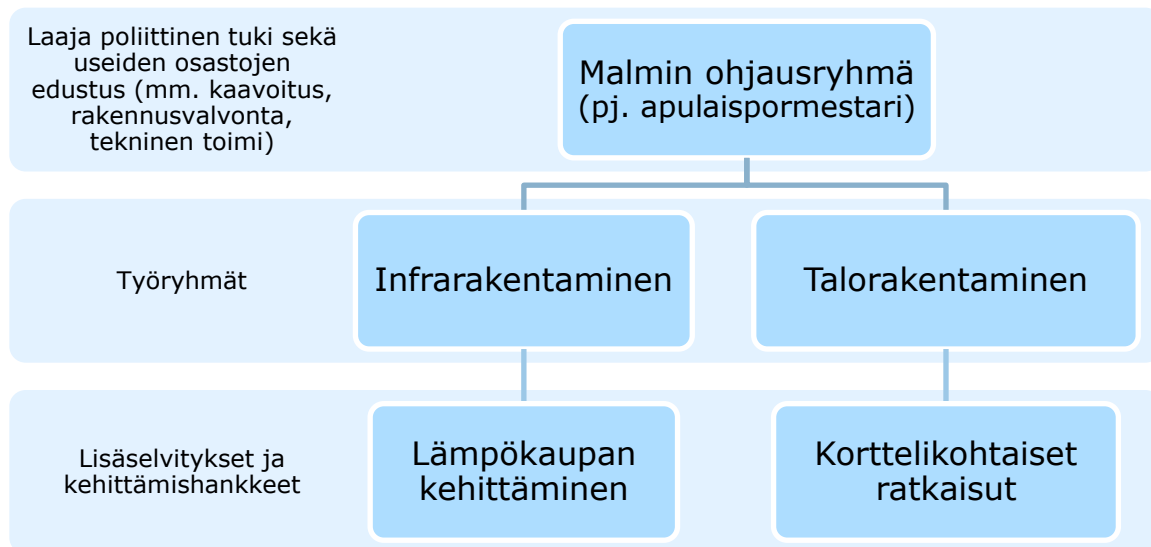 Laaja poliittinen tuki sekä
useiden osastojen
edustus (mm. kaavoitus,
rakennusvalvonta,
tekninen toimi)
Malmin ohjausryhmä
(pj. apulaispormestari)
Työryhmät
Infrarakentaminen
Talorakentaminen
Lisäselvitykset ja
kehittämishankkeet
Lämpökaupan
kehittäminen
Korttelikohtaiset
ratkaisut